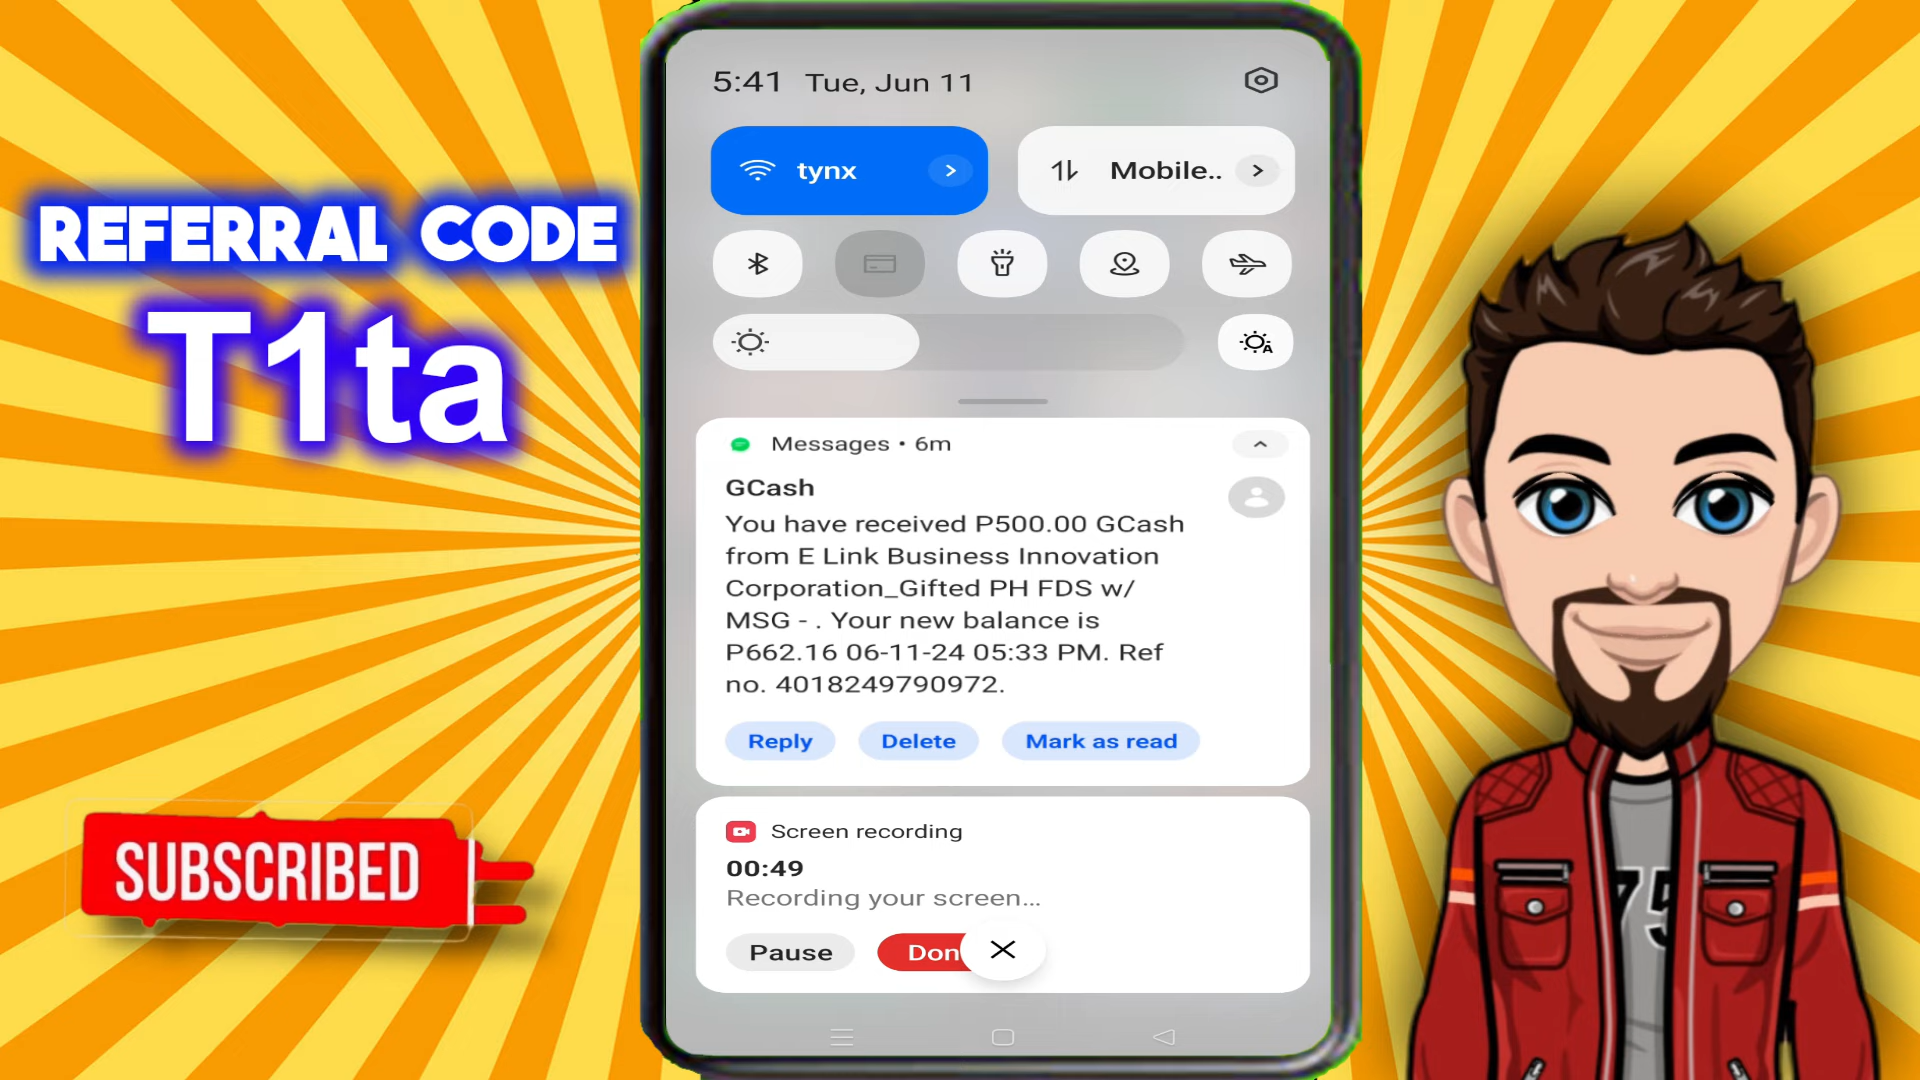 REFERRAL CODE
T1ta
SUBSCRIBED
5:41 Tue, Jun 11
tynx
Mobile..
A
Messages • 6m
GCash
You have received P500.00 GCash
from E Link Business Innovation
Corporation_Gifted PH FDS w/
MSG - . Your new balance is
P662.16 06-11-24 05:33 PM. Ref
no. 4018249790972.
Reply Delete Mark as read
Screen recording
00:49
Recording your screen...
Pause Don
75